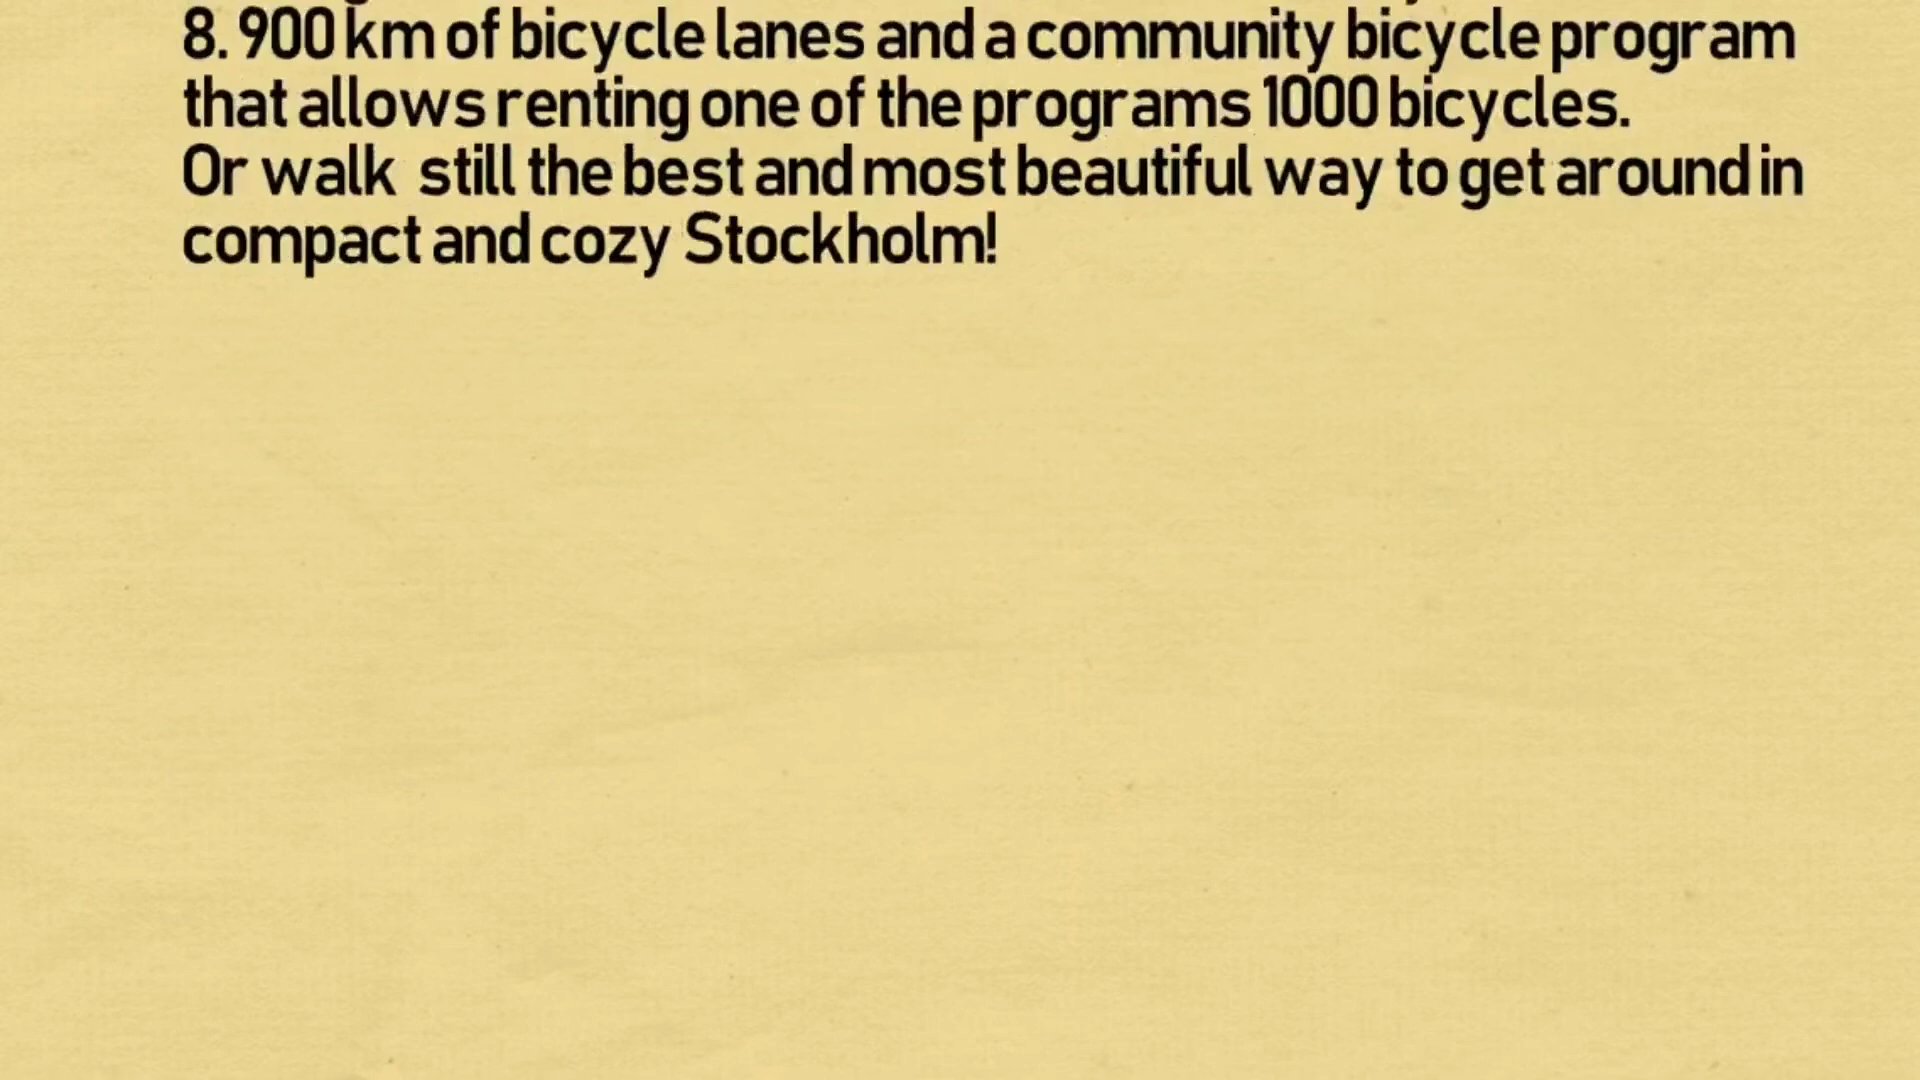 8. 900 km of bicycle lanes and a community bicycle program
that allows renting one of the programs 1000 bicycles.
Or walk still the best and most beautiful way to get around in
compact and cozy Stockholm!